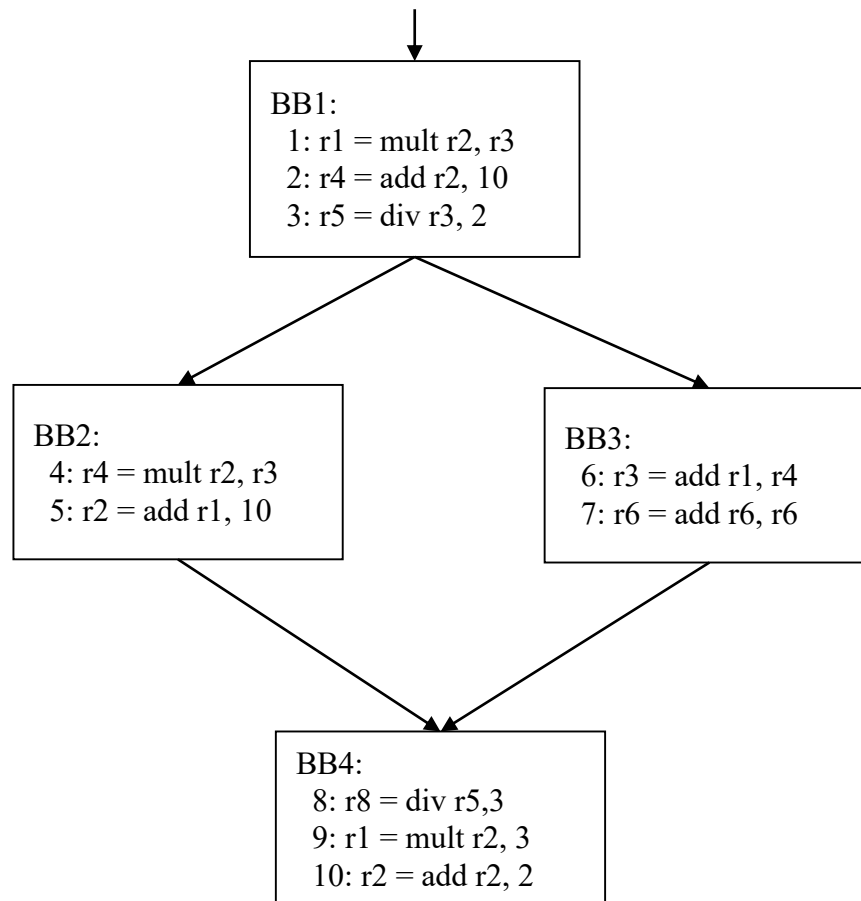 BB1:
1: r1 = mult r2, r3
2: r4 = add r2, 10
3: r5 = div r3, 2
BB2:
4: r4 = mult r2, r3
5: r2 = add r1, 10
BB3:
6: r3 = add r1, r4
7: r6 = add r6, r6
BB4:
8: r8 = div r5,3
9: r1 = mult r2, 3
10: r2 = add r2, 2